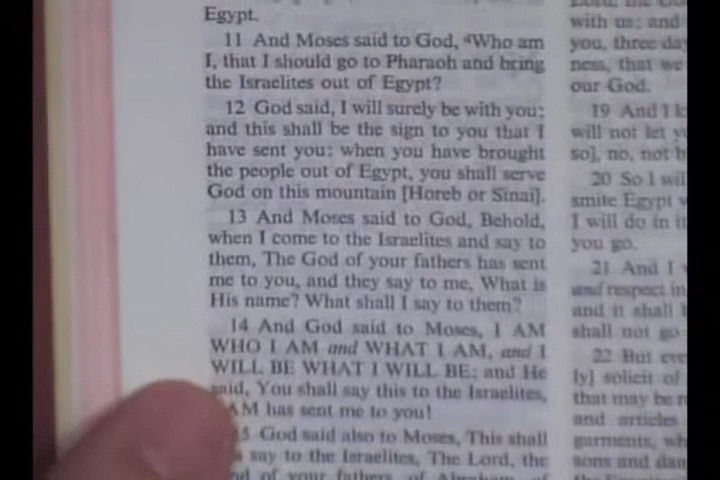 Egypt.
11 And Moses said to God, ᵃWho am
I, that I should go to Pharaoh and bring
the Israelites out of Egypt?
12 God said, I will surely be with you;
and this shall be the sign to you that I
have sent you: when you have brought
the people out of Egypt, you shall serve
God on this mountain [Horeb or Sinai].
13 And Moses said to God, Behold,
when I come to the Israelites and say to
them, The God of your fathers has sent
me to you, and they say to me, What is
His name? What shall I say to them?
14 And God said to Moses, I AM
WHO I AM and WHAT I AM, and I
WILL BE WHAT I WILL BE; and He
said, You shall say this to the Israelites,
AM has sent me to you!
5 God said also to Moses, This shall
say to the Israelites, The Lord, the
of your fathers, of Abraham, of
with us; and
you, three
ness, that we
our God.
19 And I
will not let
so], no, not
20 So I
smite Egypt
I will do in
you go.
21 And I
and respect in
and it shall
shall not go
22 But
ly] solicit of
that may be
and articles
garments,
sons and